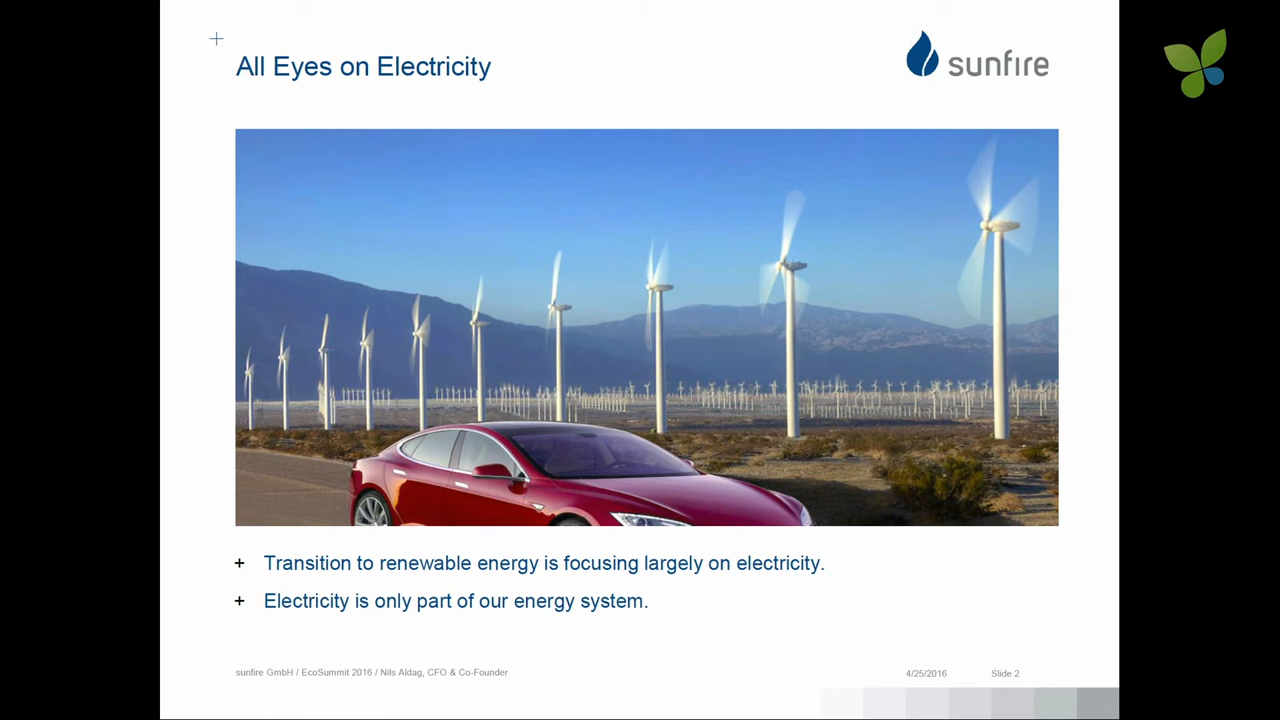 All Eyes on Electricity
sunfire
+ Transition to renewable energy is focusing largely on electricity.
+ Electricity is only part of our energy system.
sunfire GmbH / EcoSummit 2016 / Nils Aldag, CFO & Co-Founder
4/25/2016 Slide 2